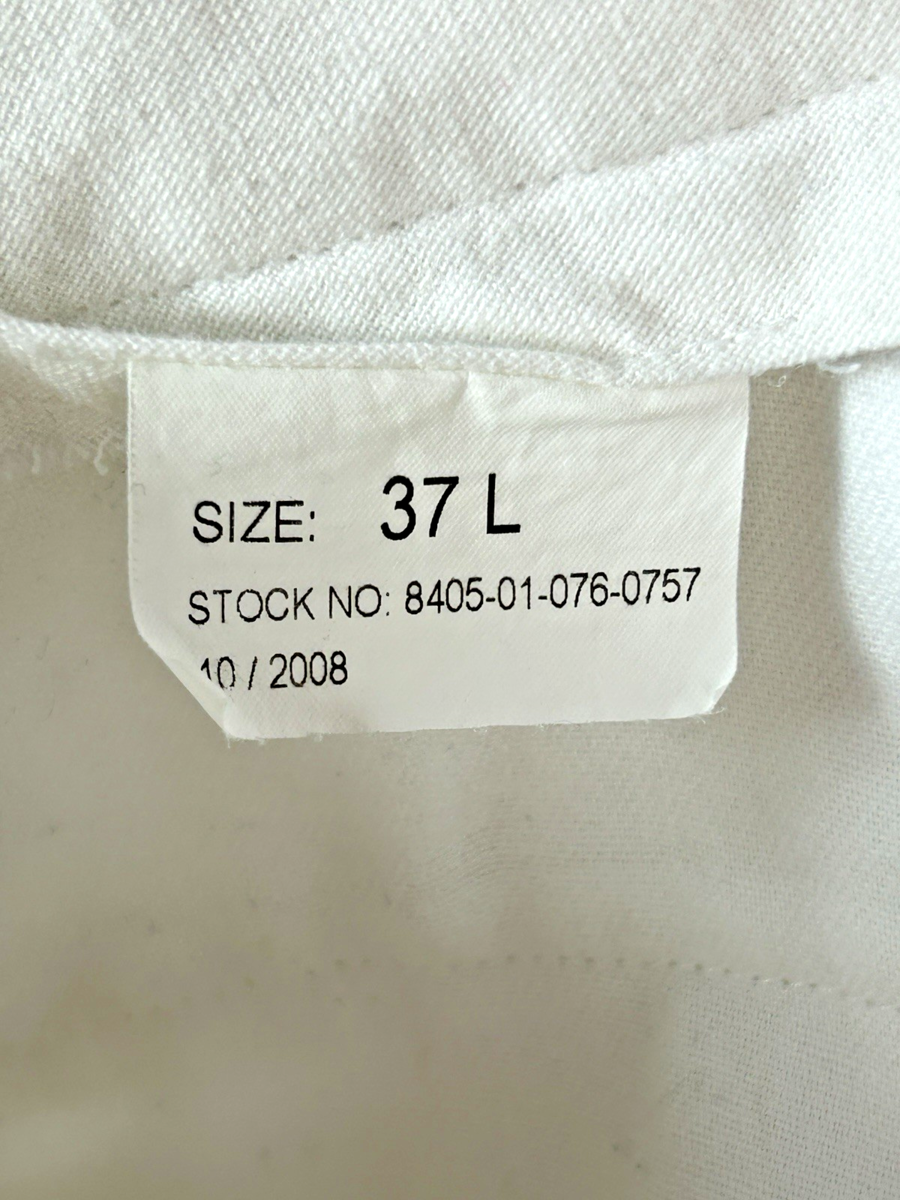 SIZE: 37 L
STOCK NO: 8405-01-076-0757
10 / 2008